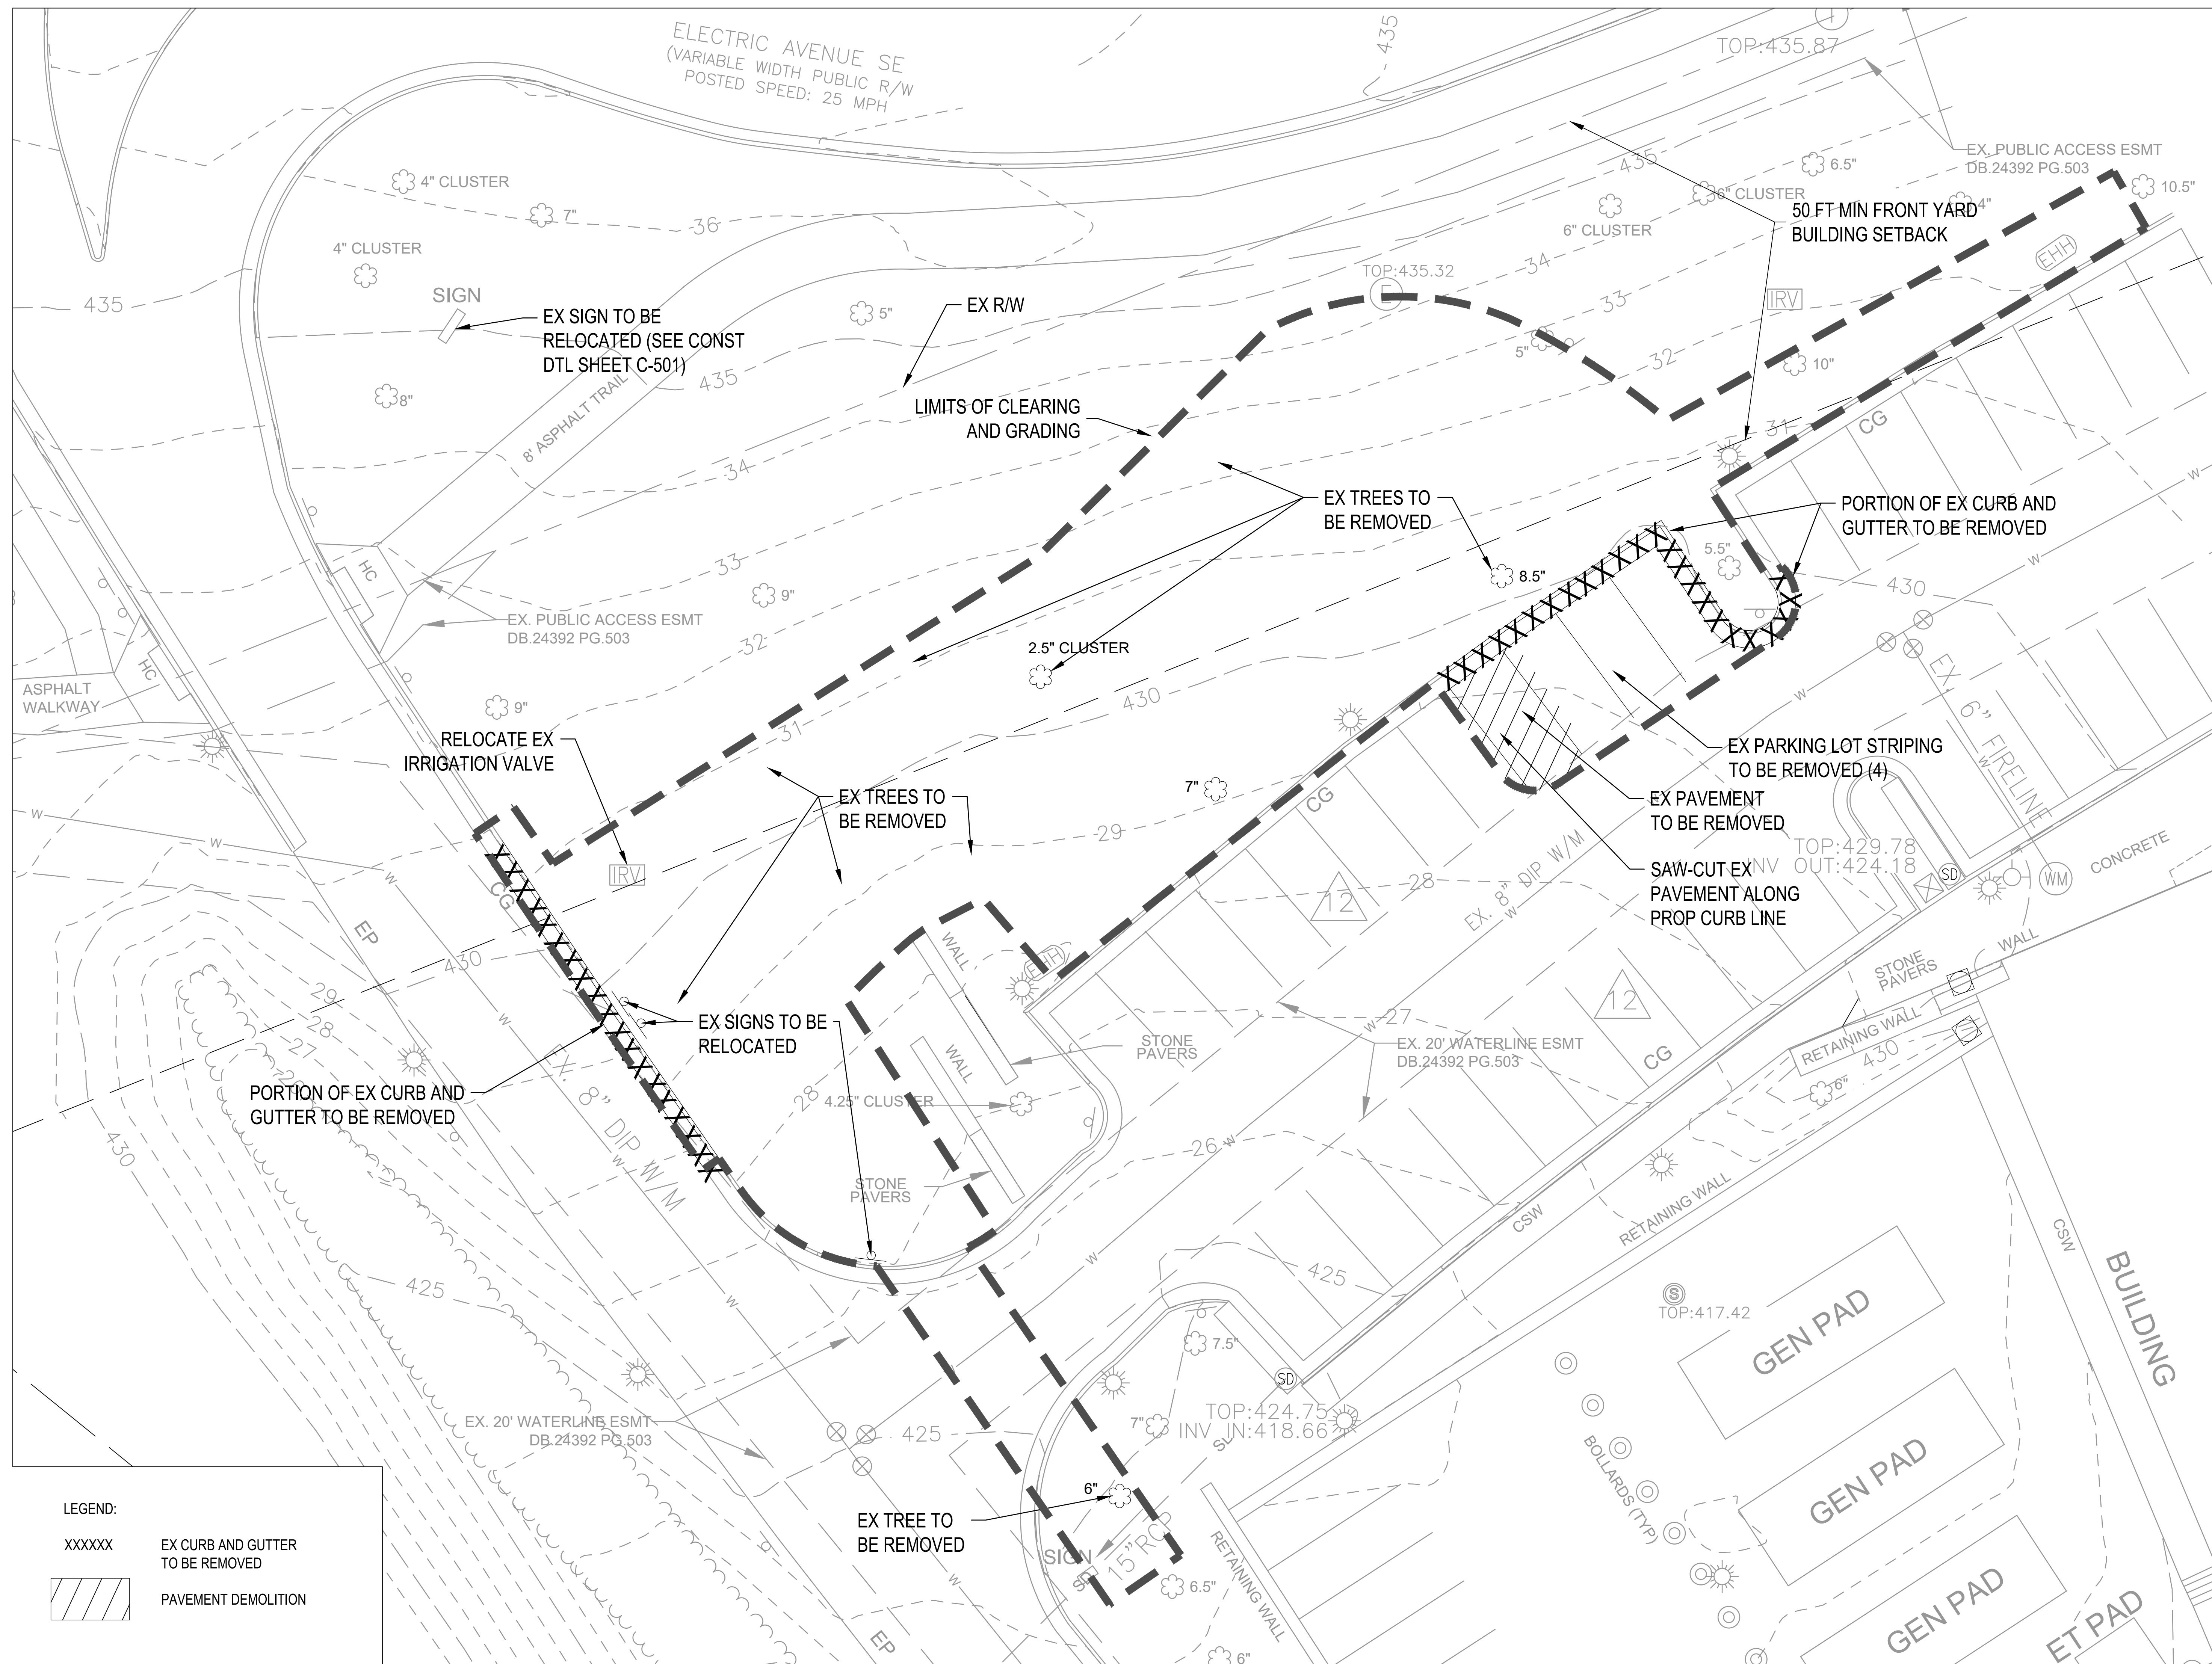 ELECTRIC AVENUE SE
(VARIABLE WIDTH PUBLIC R/W
POSTED SPEED: 25 MPH
435
T
TOP:435.87
EX. PUBLIC ACCESS ESMT
DB.24392 PG.503
4" CLUSTER
7"
36
4" CLUSTER
SIGN
435
EX SIGN TO BE
RELOCATED (SEE CONST
DTL SHEET C-501)
8"
8' ASPHALT TRAIL
435
5"
EX R/W
LIMITS OF CLEARING
AND GRADING
TOP:435.32
E
435
6" CLUSTER
6" CLUSTER
6.5"
4"
10.5"
50 FT MIN FRONT YARD
BUILDING SETBACK
EHH
IRV
34
33
32
5"
10"
31
CG
34
33
32
31
EX TREES TO
BE REMOVED
8.5"
PORTION OF EX CURB AND
GUTTER TO BE REMOVED
5.5"
430
HC
EX. PUBLIC ACCESS ESMT
DB.24392 PG.503
9"
9"
2.5" CLUSTER
430
HC
ASPHALT
WALKWAY
RELOCATE EX
IRRIGATION VALVE
IRV
EX TREES TO
BE REMOVED
7"
29
CG
EX PARKING LOT STRIPING
TO BE REMOVED (4)
EX PAVEMENT
TO BE REMOVED
SAW-CUT EX
PAVEMENT ALONG
PROP CURB LINE
EX. 6" FIRELINE
TOP:429.78
INV OUT:424.18
SD
WM
CONCRETE
WALL
STONE
PAVERS
RETAINING WALL
430
6"
12
28
EX. 8" DIP W/M
12
27
CG
EX. 20' WATERLINE ESMT
DB.24392 PG.503
CG
EP
430
29
28
27
26
EX SIGNS TO BE
RELOCATED
PORTION OF EX CURB AND
GUTTER TO BE REMOVED
EX. 8" DIP W/M
430
WALL
EHH
WALL
STONE
PAVERS
28
4.25" CLUSTER
STONE
PAVERS
26
CSW
RETAINING WALL
CSW
BUILDING
425
425
6
7.5"
S
TOP:417.42
GEN PAD
SD
TOP:424.75
INV IN:418.66
7"
SL
EX. 20' WATERLINE ESMT
DB.24392 PG.503
425
6"
EX TREE TO
BE REMOVED
SIGN
15" RCP
SL
6.5"
RETAINING WALL
6"
EP
BOLLARDS (TYP)
GEN PAD
GEN PAD
ET PAD
LEGEND:
XXXXXX EX CURB AND GUTTER
TO BE REMOVED
PAVEMENT DEMOLITION